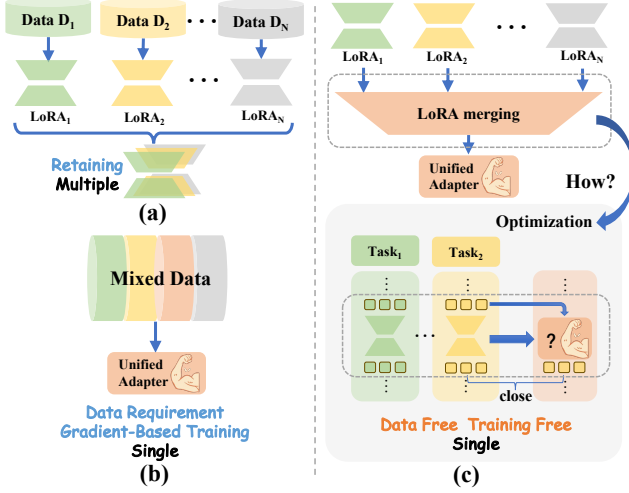 Data D1
Data D2
...
Data DN
LoRA1
LoRA2
...
LoRAN
Retaining
Multiple
(a)
Mixed Data
Unified
Adapter
Data Requirement
Gradient-Based Training
Single
(b)
LoRA1
LoRA2
...
LoRAN
LoRA merging
Unified
Adapter
How?
Optimization
Task1
Task2
...
?
close
Data Free Training Free
Single
(c)